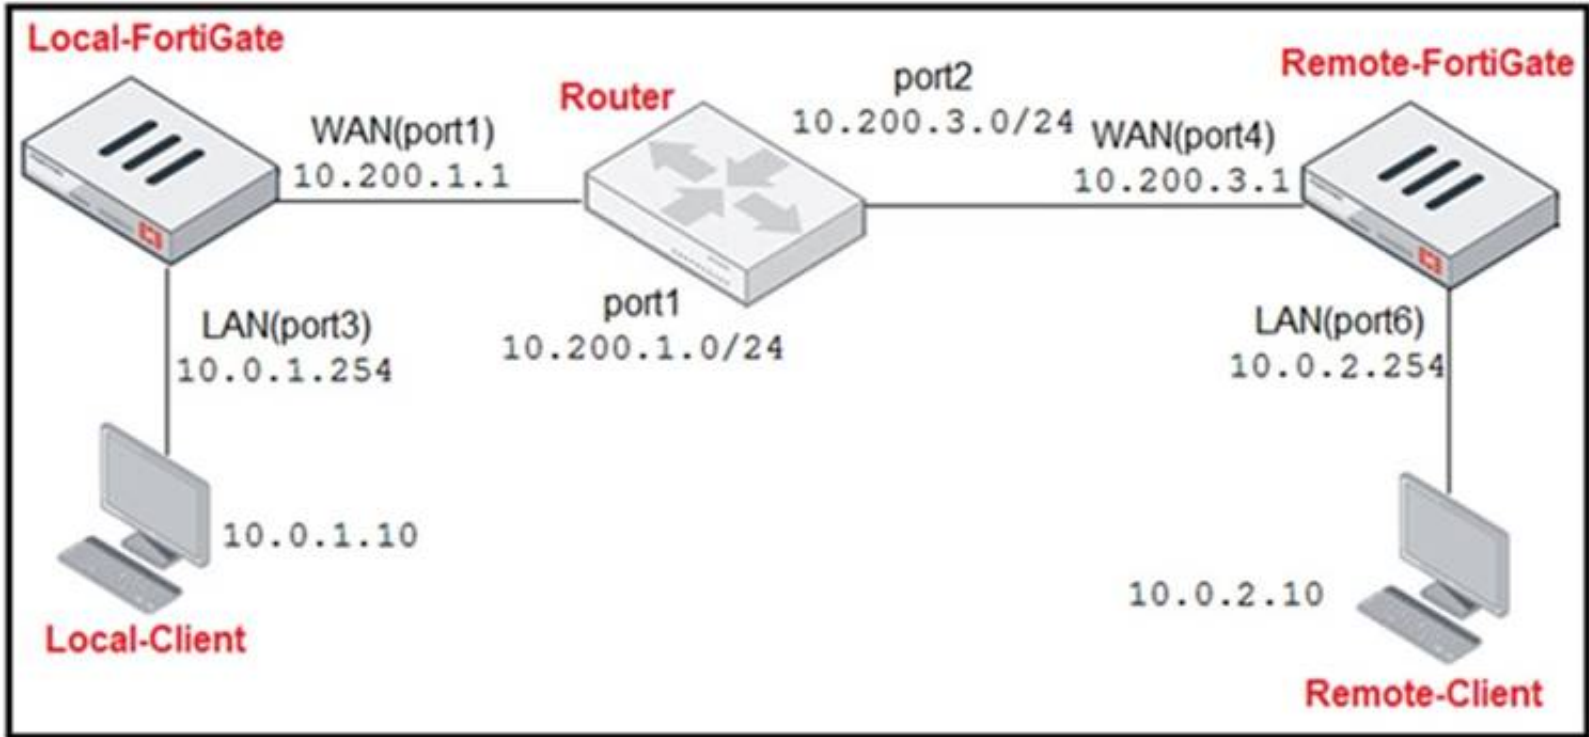 Local-FortiGate
WAN(port1)
10.200.1.1
Router
port2
10.200.3.0/24
WAN(port4)
10.200.3.1
Remote-FortiGate
LAN(port3)
10.0.1.254
port1
10.200.1.0/24
LAN(port6)
10.0.2.254
10.0.1.10
Local-Client
10.0.2.10
Remote-Client